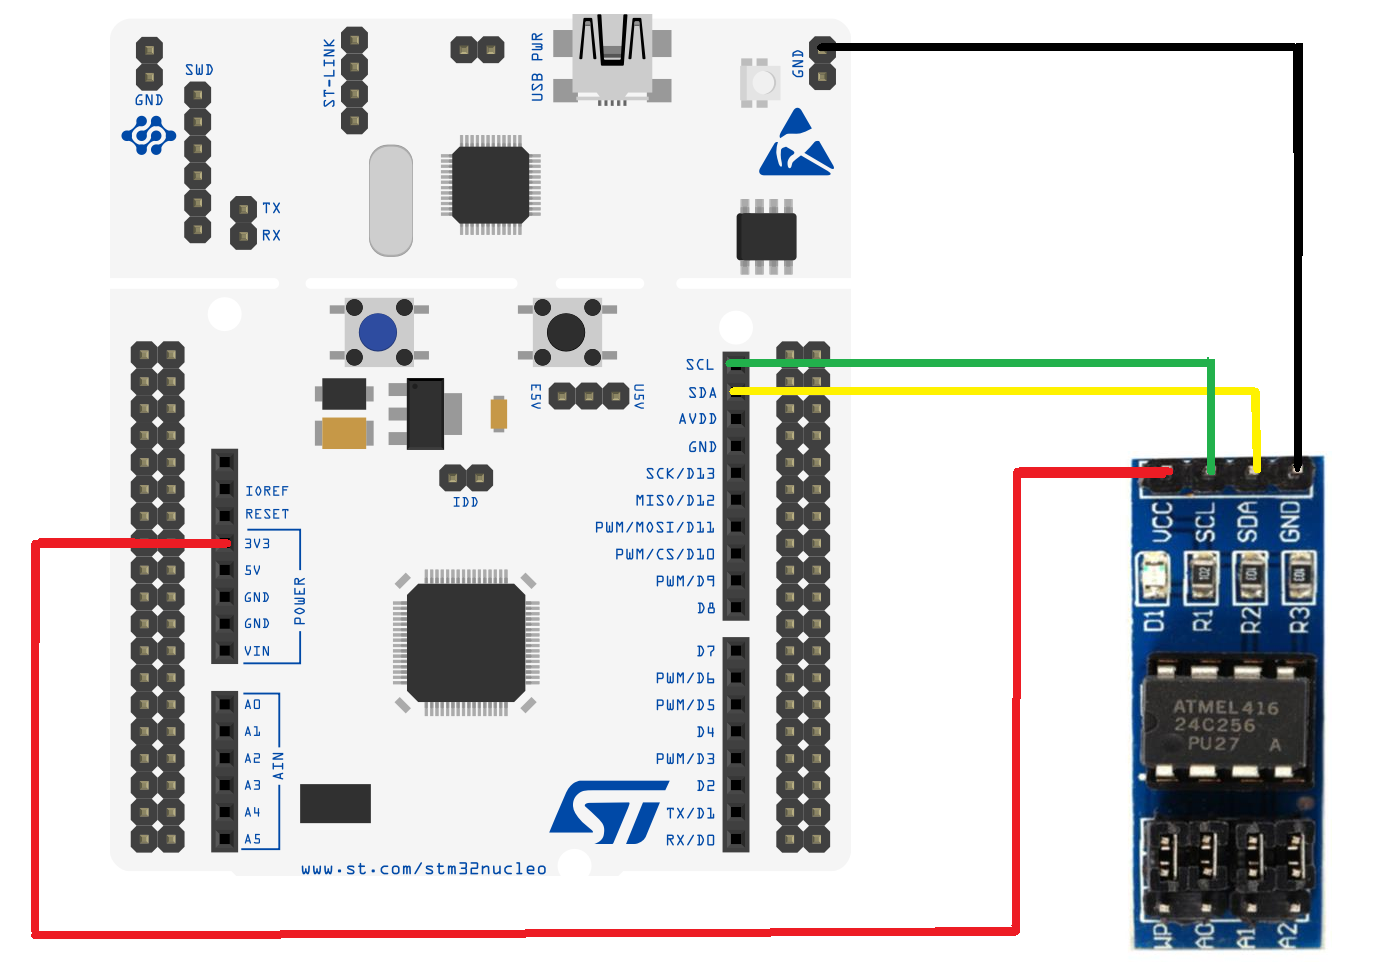 GND
SWD
ST-LINK
USB PWR
GND
TX
RX
E5V
U5V
IDD
IOREF
RESET
3V3
5V
GND
GND
VIN
POWER
A0
A1
A2
A3
A4
A5
AIN
SCL
SDA
AVDD
GND
SCK/D13
MISO/D12
PWM/MOSI/D11
PWM/CS/D10
PWM/D9
D8
D7
PWM/D6
PWM/D5
D4
PWM/D3
D2
TX/D1
RX/D0
ST
www.st.com/stm32nucleo
VCC
SCL
SDA
GND
102
103
103
D1
R1
R2
R3
ATMEL416
24C256
PU27 A
WP
A0
A1
A2